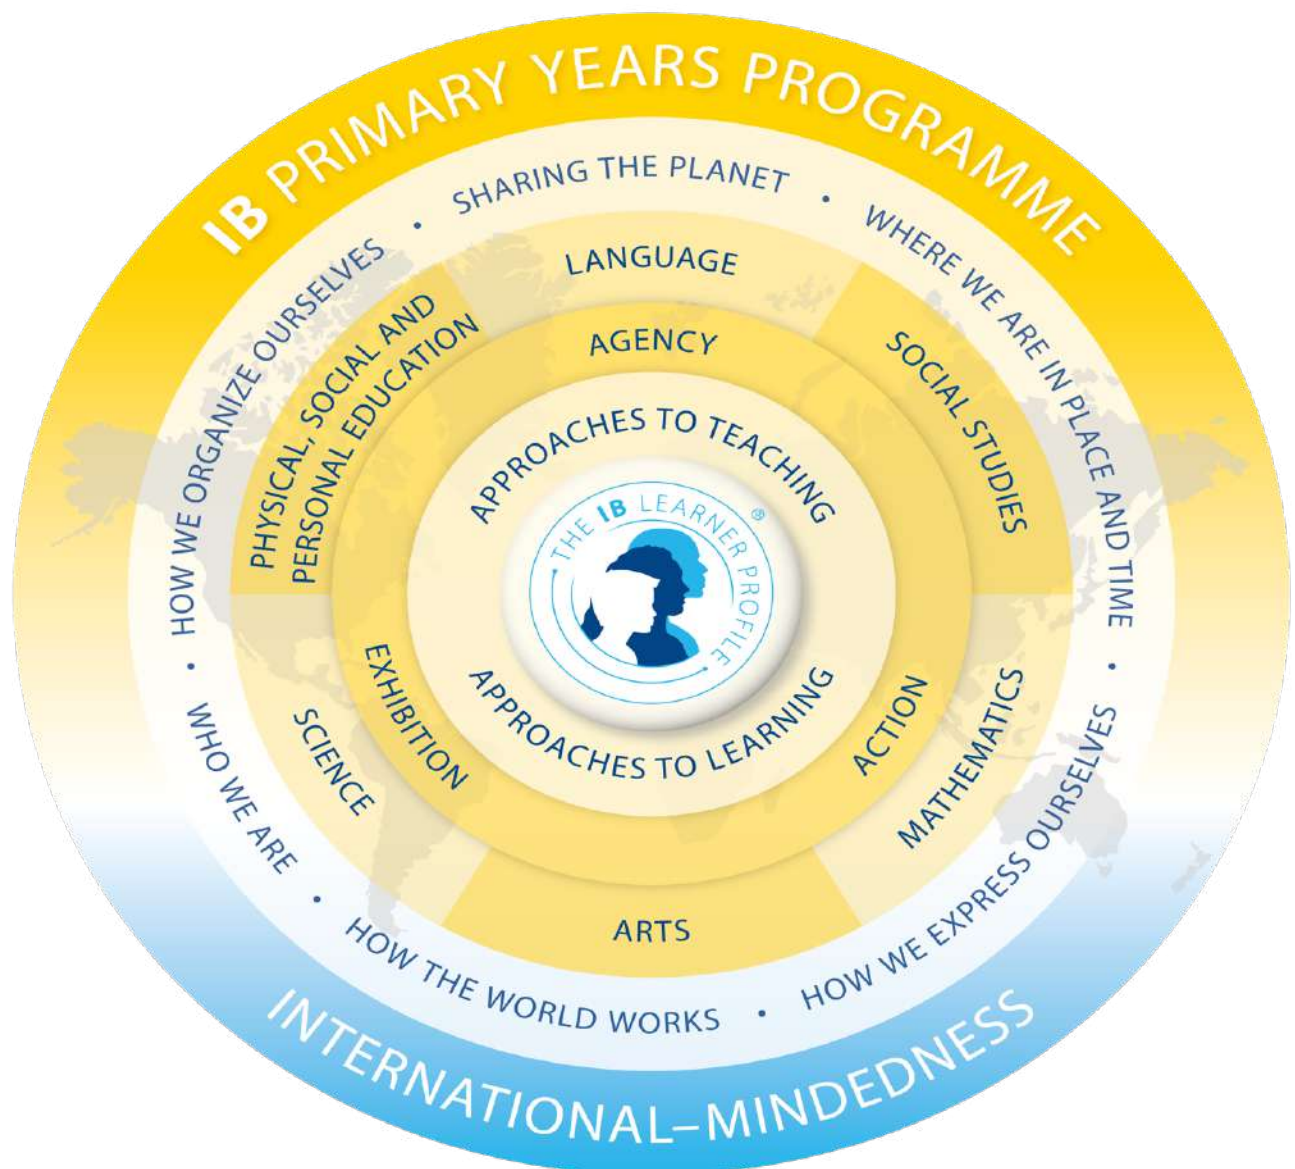 IB PRIMARY YEARS PROGRAMME
SHARING THE PLANET
•
WHERE WE ARE IN PLACE AND TIME
•
HOW WE EXPRESS OURSELVES
•
HOW THE WORLD WORKS
•
WHO WE ARE
•
HOW WE ORGANIZE OURSELVES
•
LANGUAGE
SOCIAL STUDIES
MATHEMATICS
ARTS
SCIENCE
PHYSICAL, SOCIAL AND
PERSONAL EDUCATION
AGENCY
ACTION
EXHIBITION
APPROACHES TO TEACHING
THE IB LEARNER PROFILE®
APPROACHES TO LEARNING
INTERNATIONAL–MINDEDNESS